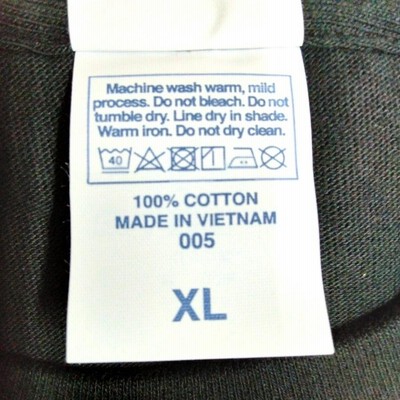 Machine wash warm, mild
process. Do not bleach. Do not
tumble dry. Line dry in shade.
Warm iron. Do not dry clean.
40
100% COTTON
MADE IN VIETNAM
005
XL